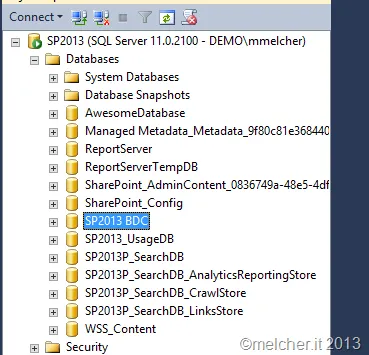 Connect
SP2013 (SQL Server 11.0.2100 - DEMO\mmelcher)
Databases
System Databases
Database Snapshots
AwesomeDatabase
Managed Metadata_Metadata_9f80c81e368440
ReportServer
ReportServerTempDB
SharePoint_AdminContent_0836749a-48e5-4df
SharePoint_Config
SP2013 BDC
SP2013_UsageDB
SP2013P_SearchDB
SP2013P_SearchDB_AnalyticsReportingStore
SP2013P_SearchDB_CrawlStore
SP2013P_SearchDB_LinksStore
WSS_Content
Security
©melcher.it 2013